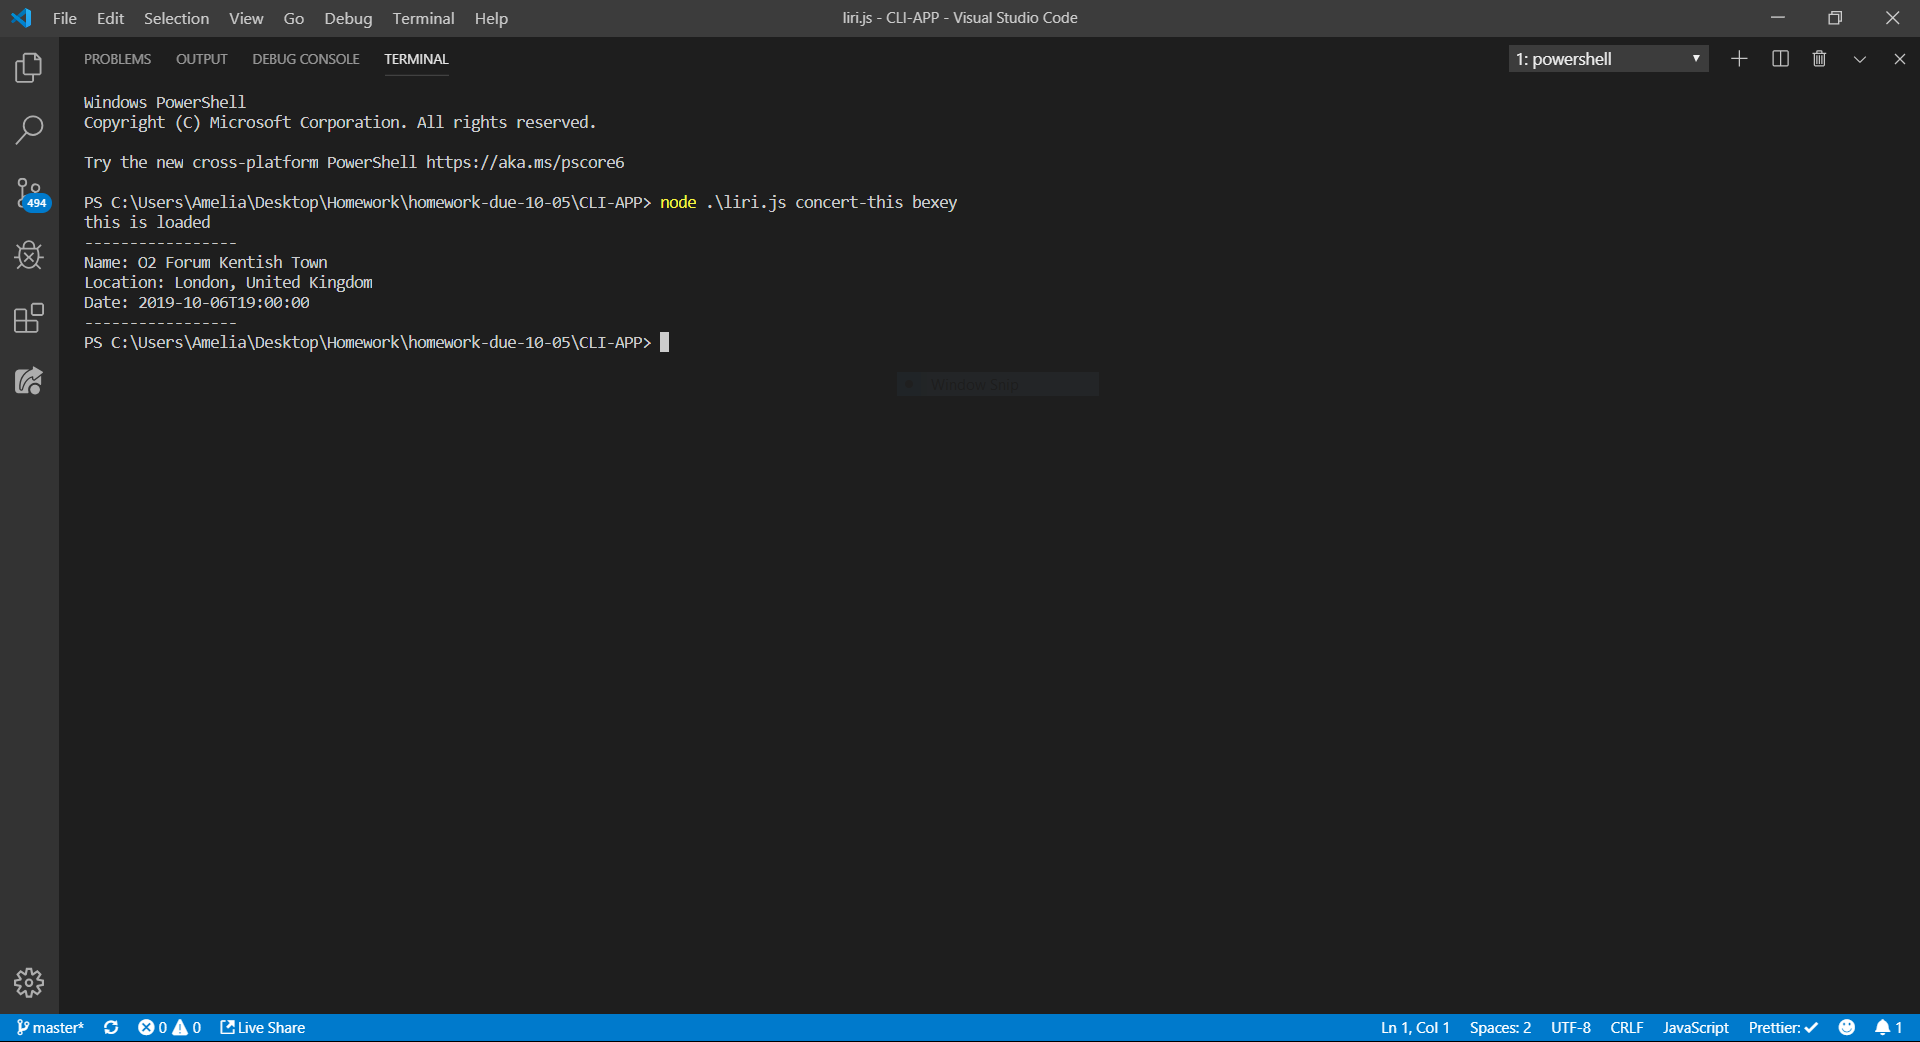 File Edit Selection View Go Debug Terminal Help
liri.js - CLI-APP - Visual Studio Code
PROBLEMS OUTPUT DEBUG CONSOLE TERMINAL
1: powershell
Windows PowerShell
Copyright (C) Microsoft Corporation. All rights reserved.
Try the new cross-platform PowerShell https://aka.ms/pscore6
PS C:\Users\Amelia\Desktop\Homework\homework-due-10-05\CLI-APP> node .\liri.js concert-this bexey
this is loaded
-----------------
Name: O2 Forum Kentish Town
Location: London, United Kingdom
Date: 2019-10-06T19:00:00
-----------------
PS C:\Users\Amelia\Desktop\Homework\homework-due-10-05\CLI-APP>
Window Snip
494
master* 0 0 Live Share
Ln 1, Col 1 Spaces: 2 UTF-8 CRLF JavaScript Prettier: 1